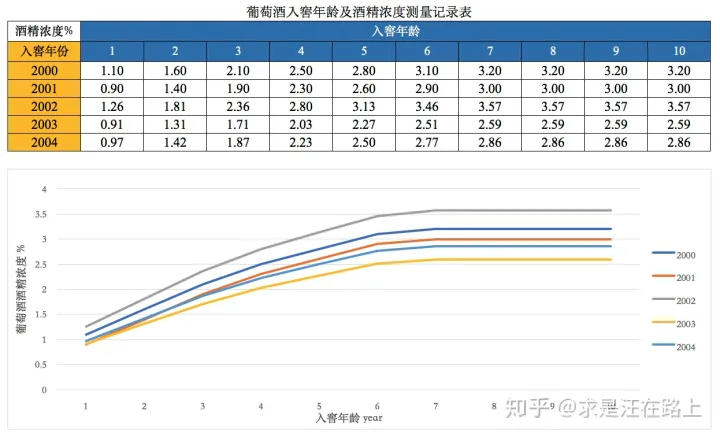 葡萄酒入窖年龄及酒精浓度测量记录表
酒精浓度% 入窖年龄
入窖年份 1 2 3 4 5 6 7 8 9 10
2000 1.10 1.60 2.10 2.50 2.80 3.10 3.20 3.20 3.20 3.20
2001 0.90 1.40 1.90 2.30 2.60 2.90 3.00 3.00 3.00 3.00
2002 1.26 1.81 2.36 2.80 3.13 3.46 3.57 3.57 3.57 3.57
2003 0.91 1.31 1.71 2.03 2.27 2.51 2.59 2.59 2.59 2.59
2004 0.97 1.42 1.87 2.23 2.50 2.77 2.86 2.86 2.86 2.86
4
3.5
3
2.5
2
1.5
1
0.5
0
葡萄酒酒精浓度 %
1 2 3 4 5 6 7 8 9 10
入窖年龄 year
2000
2001
2002
2003
2004
知乎 @求是汪在路上